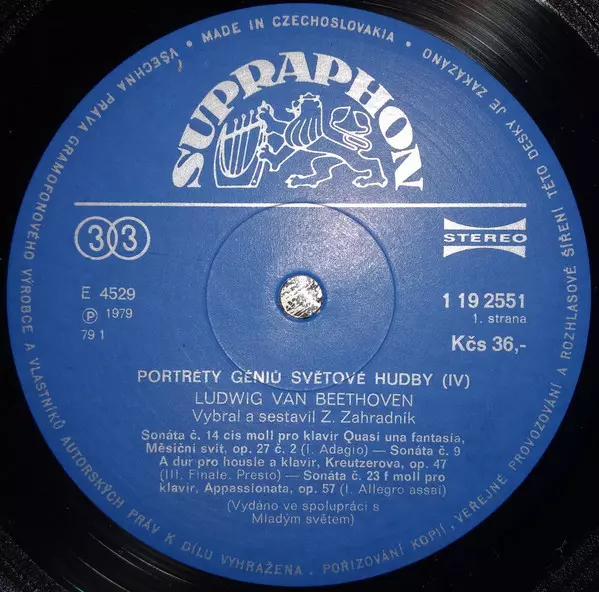 VŠECHNA PRÁVA GRAMOFONOVÉHO VÝROBCE A VLASTNÍKŮ AUTORSKÝCH PRÁV K DÍLU VYHRAŽENA. POŘIZOVÁNÍ KOPIÍ, VEŘEJNÉ PROVOZOVÁNÍ A ROZHLASOVÉ ŠÍŘENÍ TÉTO DESKY JE ZAKÁZÁNO • MADE IN CZECHOSLOVAKIA •
SUPRAPHON
33
STEREO
E 4529
℗ 1979
79 1
1 19 2551
1. strana
Kčs 36,-
PORTRÉTY GÉNIŮ SVĚTOVÉ HUDBY (IV)
LUDWIG VAN BEETHOVEN
Vybral a sestavil Z. Zahradník
Sonáta č. 14 cis moll pro klavír Quasi una fantasia,
Měsíční svit, op. 27 č. 2 (I. Adagio) — Sonáta č. 9
A dur pro housle a klavír, Kreutzerova, op. 47
(III. Finale. Presto) — Sonáta č. 23 f moll pro
klavír, Appassionata, op. 57 (I. Allegro assai)
(Vydáno ve spolupráci s
Mladým světem)